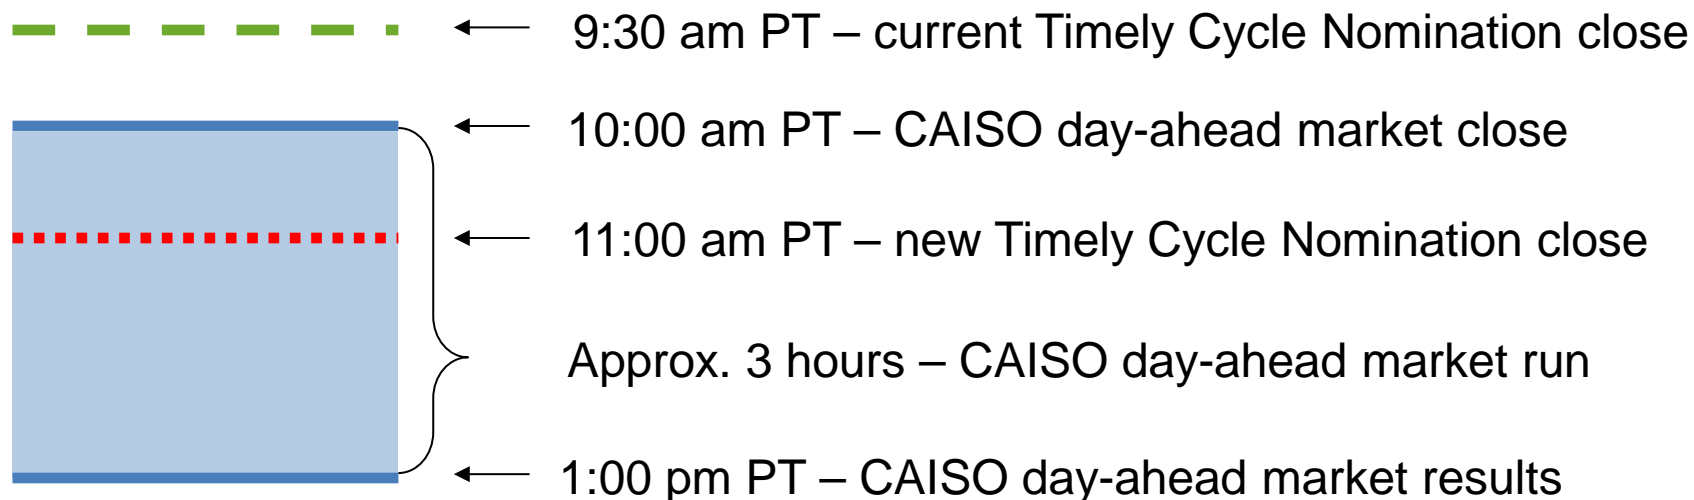 9:30 am PT – current Timely Cycle Nomination close
10:00 am PT – CAISO day-ahead market close
11:00 am PT – new Timely Cycle Nomination close
Approx. 3 hours – CAISO day-ahead market run
1:00 pm PT – CAISO day-ahead market results